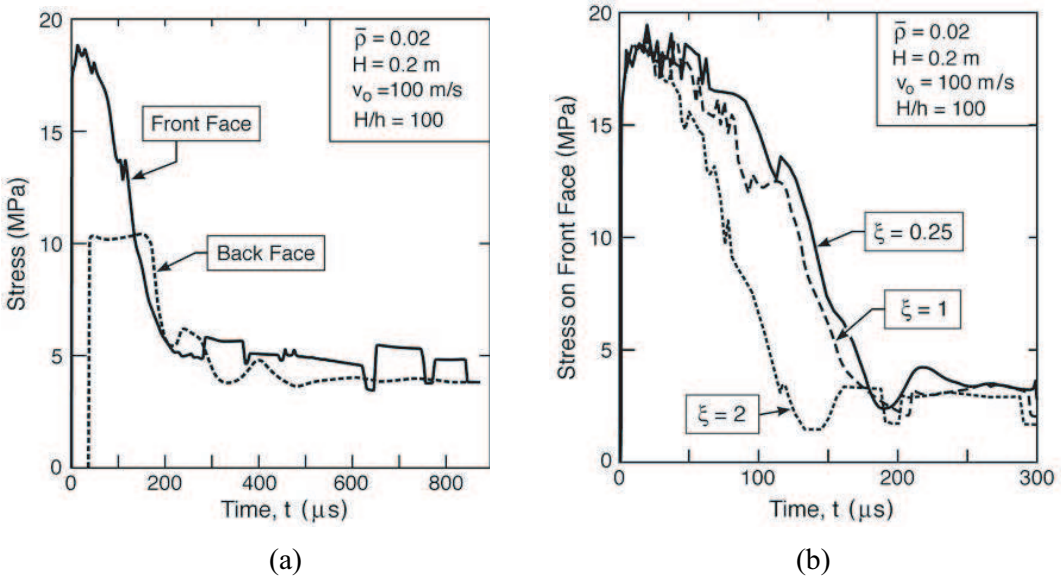 20
15
10
5
0
Stress (MPa)
ρ̄ = 0.02
H = 0.2 m
vₒ =100 m/s
H/h = 100
Front Face
Back Face
0 200 400 600 800
Time, t (μs)
(a)
20
15
10
5
0
Stress on Front Face (MPa)
ρ̄ = 0.02
H = 0.2 m
vₒ =100 m/s
H/h = 100
ξ = 0.25
ξ = 1
ξ = 2
0 100 200 300
Time, t (μs)
(b)